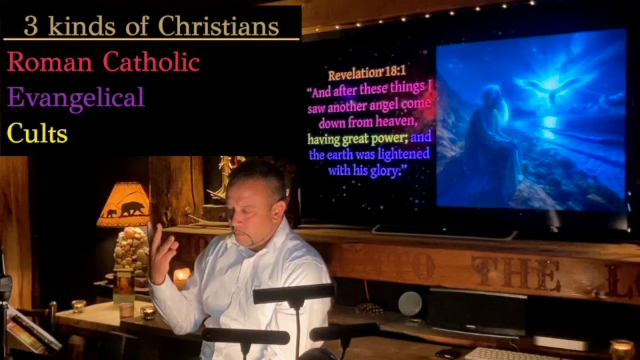 3 kinds of Christians
Roman Catholic
Evangelical
Cults
Revelation 18:1
“And after these things I
saw another angel come
down from heaven,
having great power; and
the earth was lightened
with his glory:”
THE L